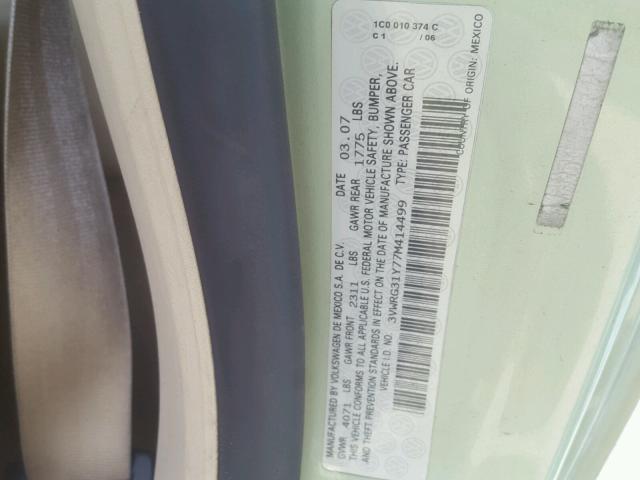 1C0 010 374 C
C 1 / 06
MANUFACTURED BY VOLKSWAGEN DE MEXICO S.A. DE C.V. DATE 03.07
GVWR 4071 LBS GAWR FRONT 2311 LBS GAWR REAR 1775 LBS
THIS VEHICLE CONFORMS TO ALL APPLICABLE U.S. FEDERAL MOTOR VEHICLE SAFETY, BUMPER,
AND THEFT PREVENTION STANDARDS IN EFFECT ON THE DATE OF MANUFACTURE SHOWN ABOVE.
VEHICLE I.D. NO. 3VWRG31Y77M414499 TYPE: PASSENGER CAR
COUNTRY OF ORIGIN: MEXICO